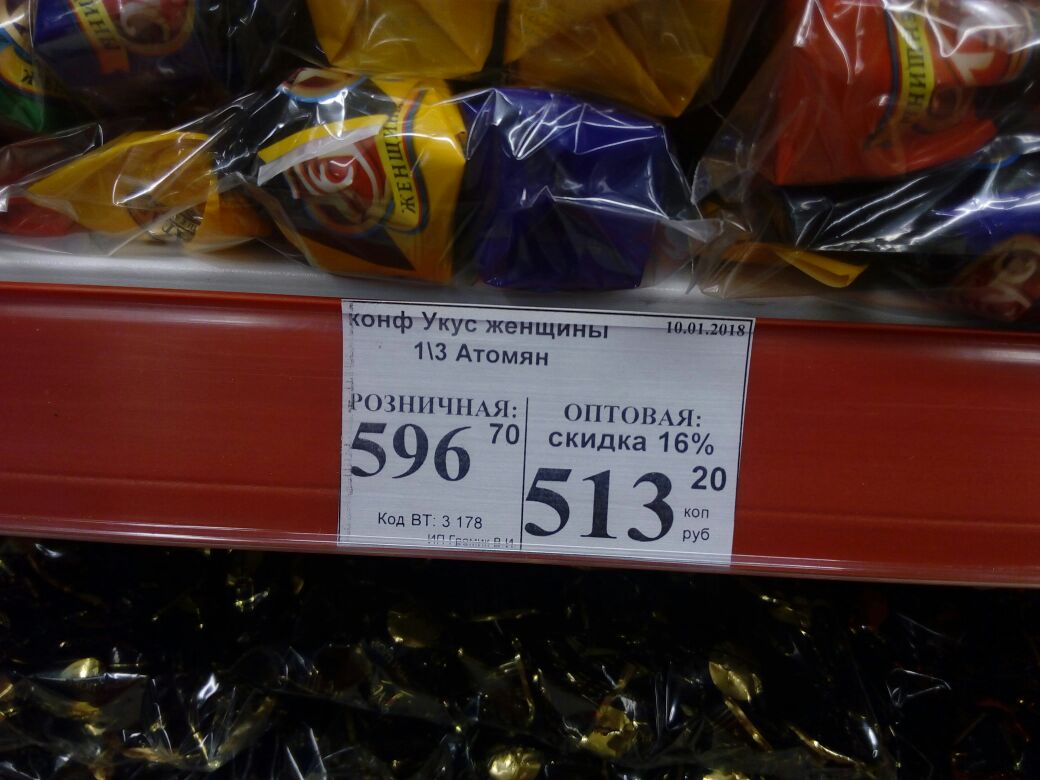 ЖЕНЩИНЫ
конф Укус женщины
10.01.2018
1\3 Атомян
РОЗНИЧНАЯ:
596 70
Код ВТ: 3 178
ОПТОВАЯ:
скидка 16%
513 20
коп
руб